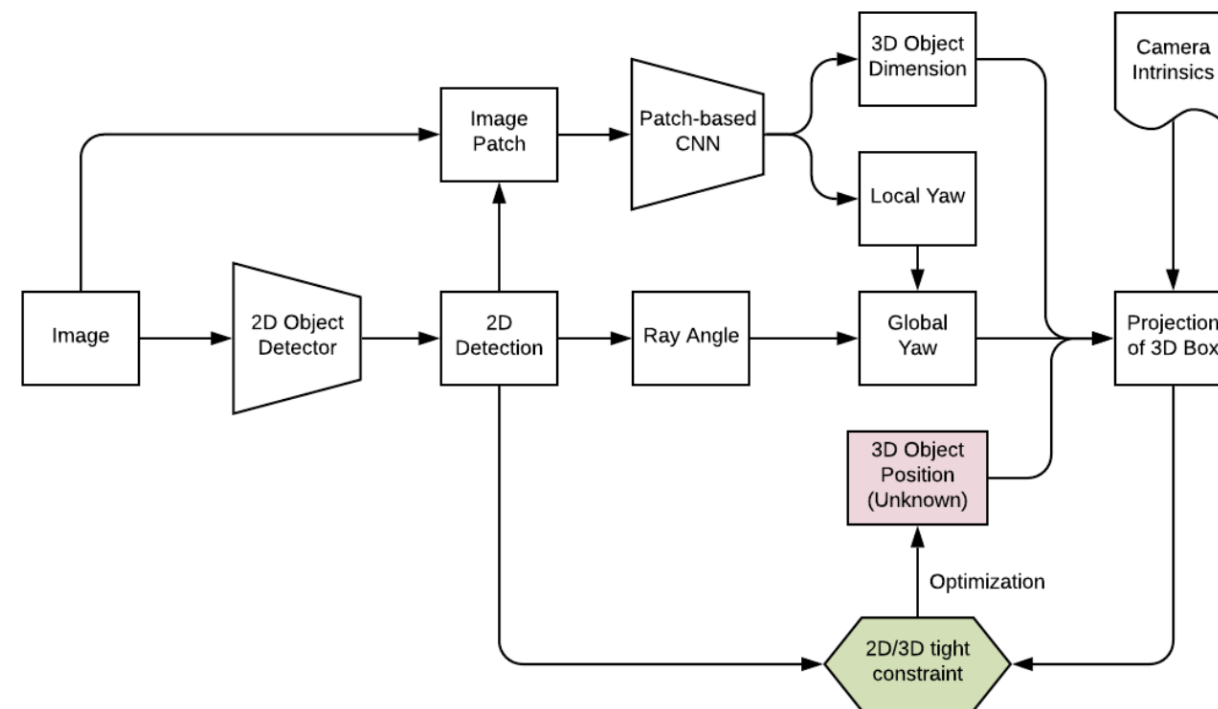 3D Object
Dimension
Camera
Intrinsics
Image
Patch
Patch-based
CNN
Local Yaw
Image
2D Object
Detector
2D
Detection
Ray Angle
Global
Yaw
Projection
of 3D Box
3D Object
Position
(Unknown)
Optimization
2D/3D tight
constraint